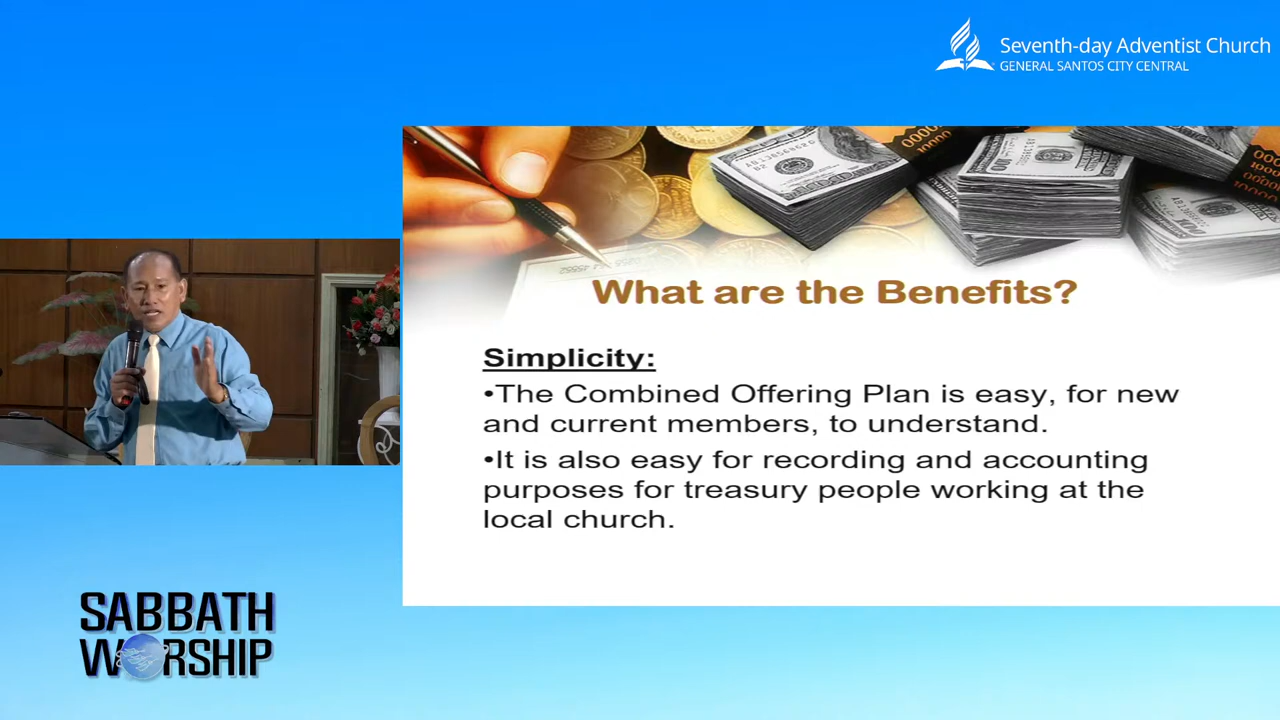 Seventh-day Adventist Church
GENERAL SANTOS CITY CENTRAL
What are the Benefits?
Simplicity:
•The Combined Offering Plan is easy, for new
and current members, to understand.
•It is also easy for recording and accounting
purposes for treasury people working at the
local church.
SABBATH
WORSHIP